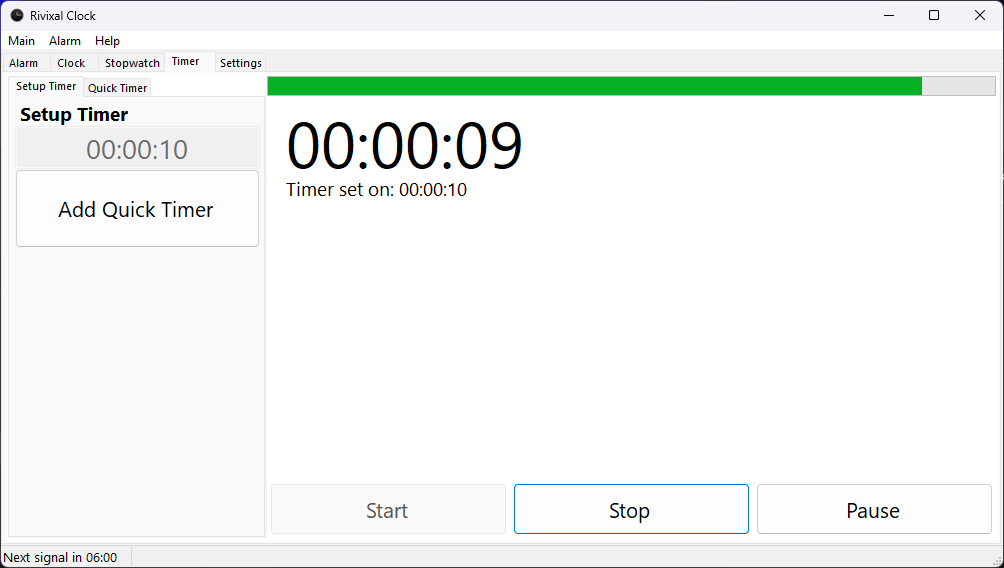 Rivixal Clock
Main Alarm Help
Alarm Clock Stopwatch Timer Settings
Setup Timer Quick Timer
Setup Timer
00:00:10
Add Quick Timer
00:00:09
Timer set on: 00:00:10
Start Stop Pause
Next signal in 06:00